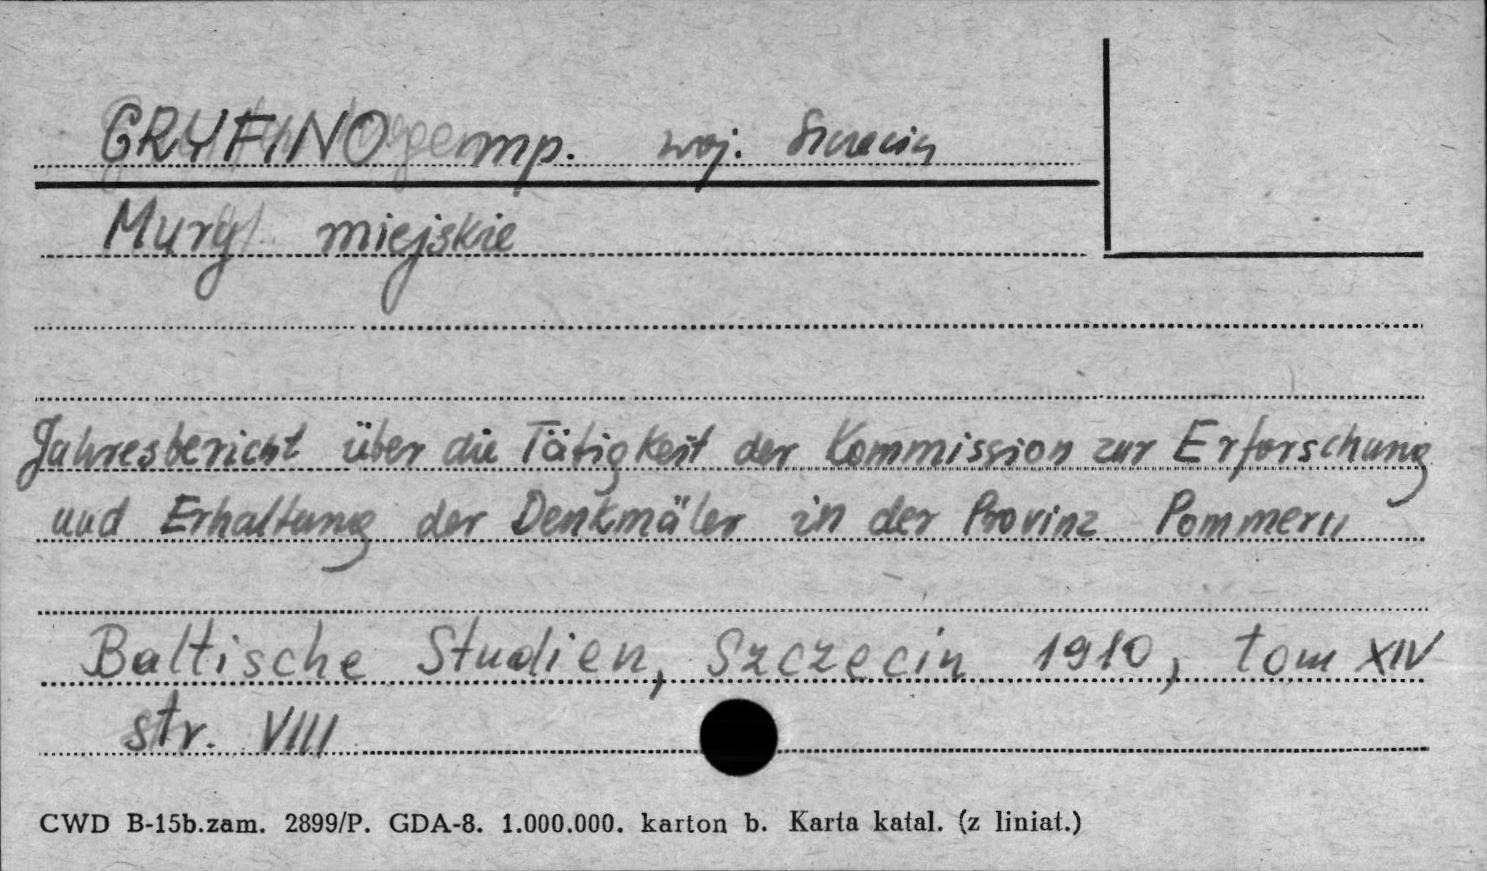 GRYFINO mp. woj. Szczecin
Mury miejskie
Jahresbericht über die Tätigkeit der Kommission zur Erforschung
und Erhaltung der Denkmäler in der Provinz Pommern
Baltische Studien, Szczecin 1910, tom XIV
str. VIII
CWD B-15b.zam. 2899/P. GDA-8. 1.000.000. karton b. Karta katal. (z liniat.)